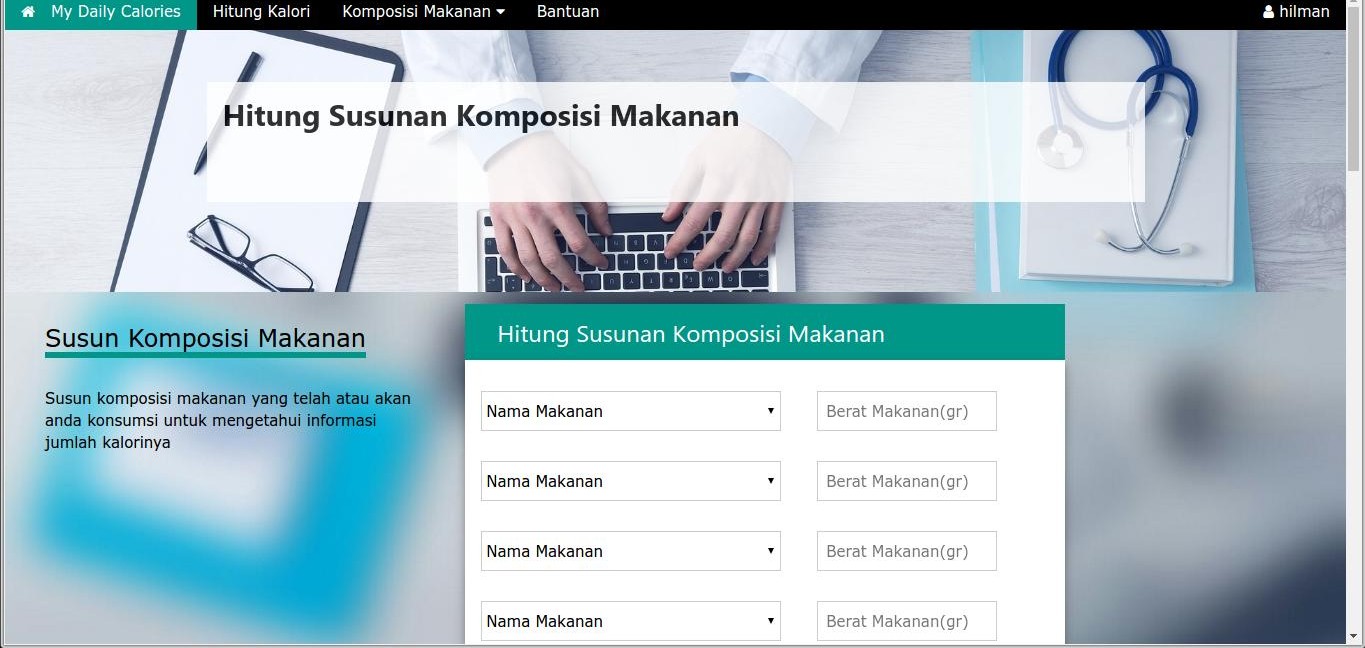 My Daily Calories Hitung Kalori Komposisi Makanan Bantuan hilman
Hitung Susunan Komposisi Makanan
Susun Komposisi Makanan
Susun komposisi makanan yang telah atau akan
anda konsumsi untuk mengetahui informasi
jumlah kalorinya
Hitung Susunan Komposisi Makanan
Nama Makanan Berat Makanan(gr)
Nama Makanan Berat Makanan(gr)
Nama Makanan Berat Makanan(gr)
Nama Makanan Berat Makanan(gr)